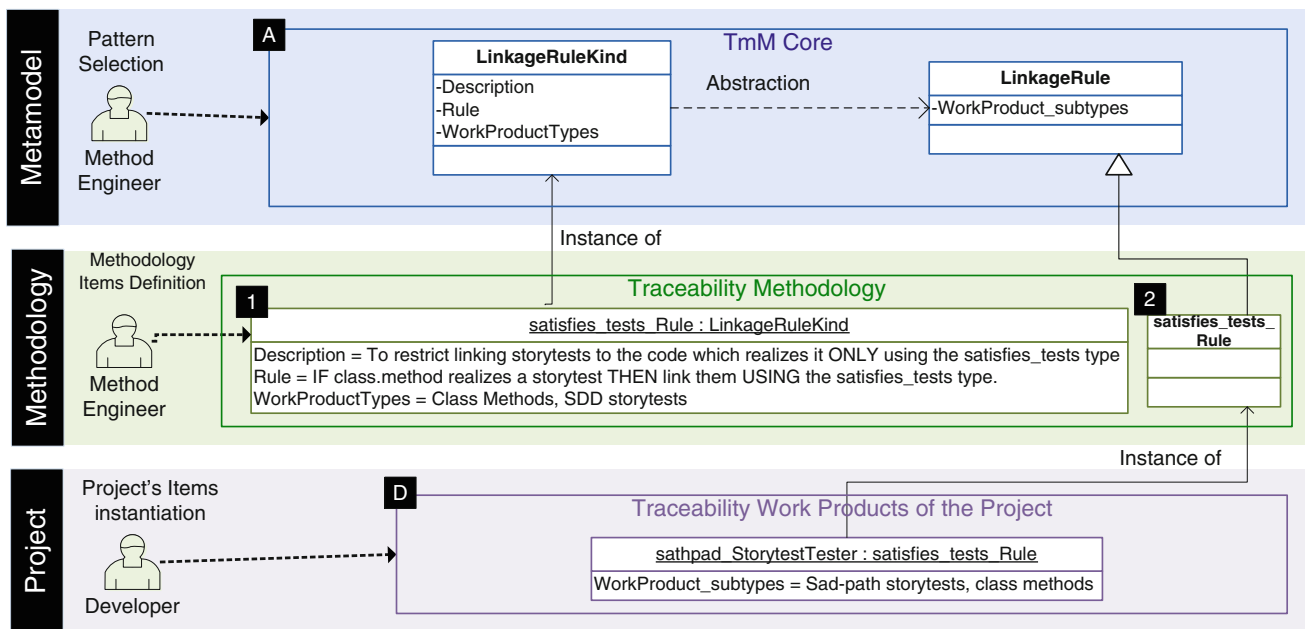 Metamodel
Pattern
Selection
Method
Engineer
A
TmM Core
LinkageRuleKind
-Description
-Rule
-WorkProductTypes
Abstraction
LinkageRule
-WorkProduct_subtypes
Instance of
Methodology
Methodology
Items Definition
Method
Engineer
Traceability Methodology
1
satisfies_tests_Rule : LinkageRuleKind
Description = To restrict linking storytests to the code which realizes it ONLY using the satisfies_tests type
Rule = IF class.method realizes a storytest THEN link them USING the satisfies_tests type.
WorkProductTypes = Class Methods, SDD storytests
2
satisfies_tests_
Rule
Instance of
Project
Project's Items
instantiation
Developer
D
Traceability Work Products of the Project
sathpad_StorytestTester : satisfies_tests_Rule
WorkProduct_subtypes = Sad-path storytests, class methods